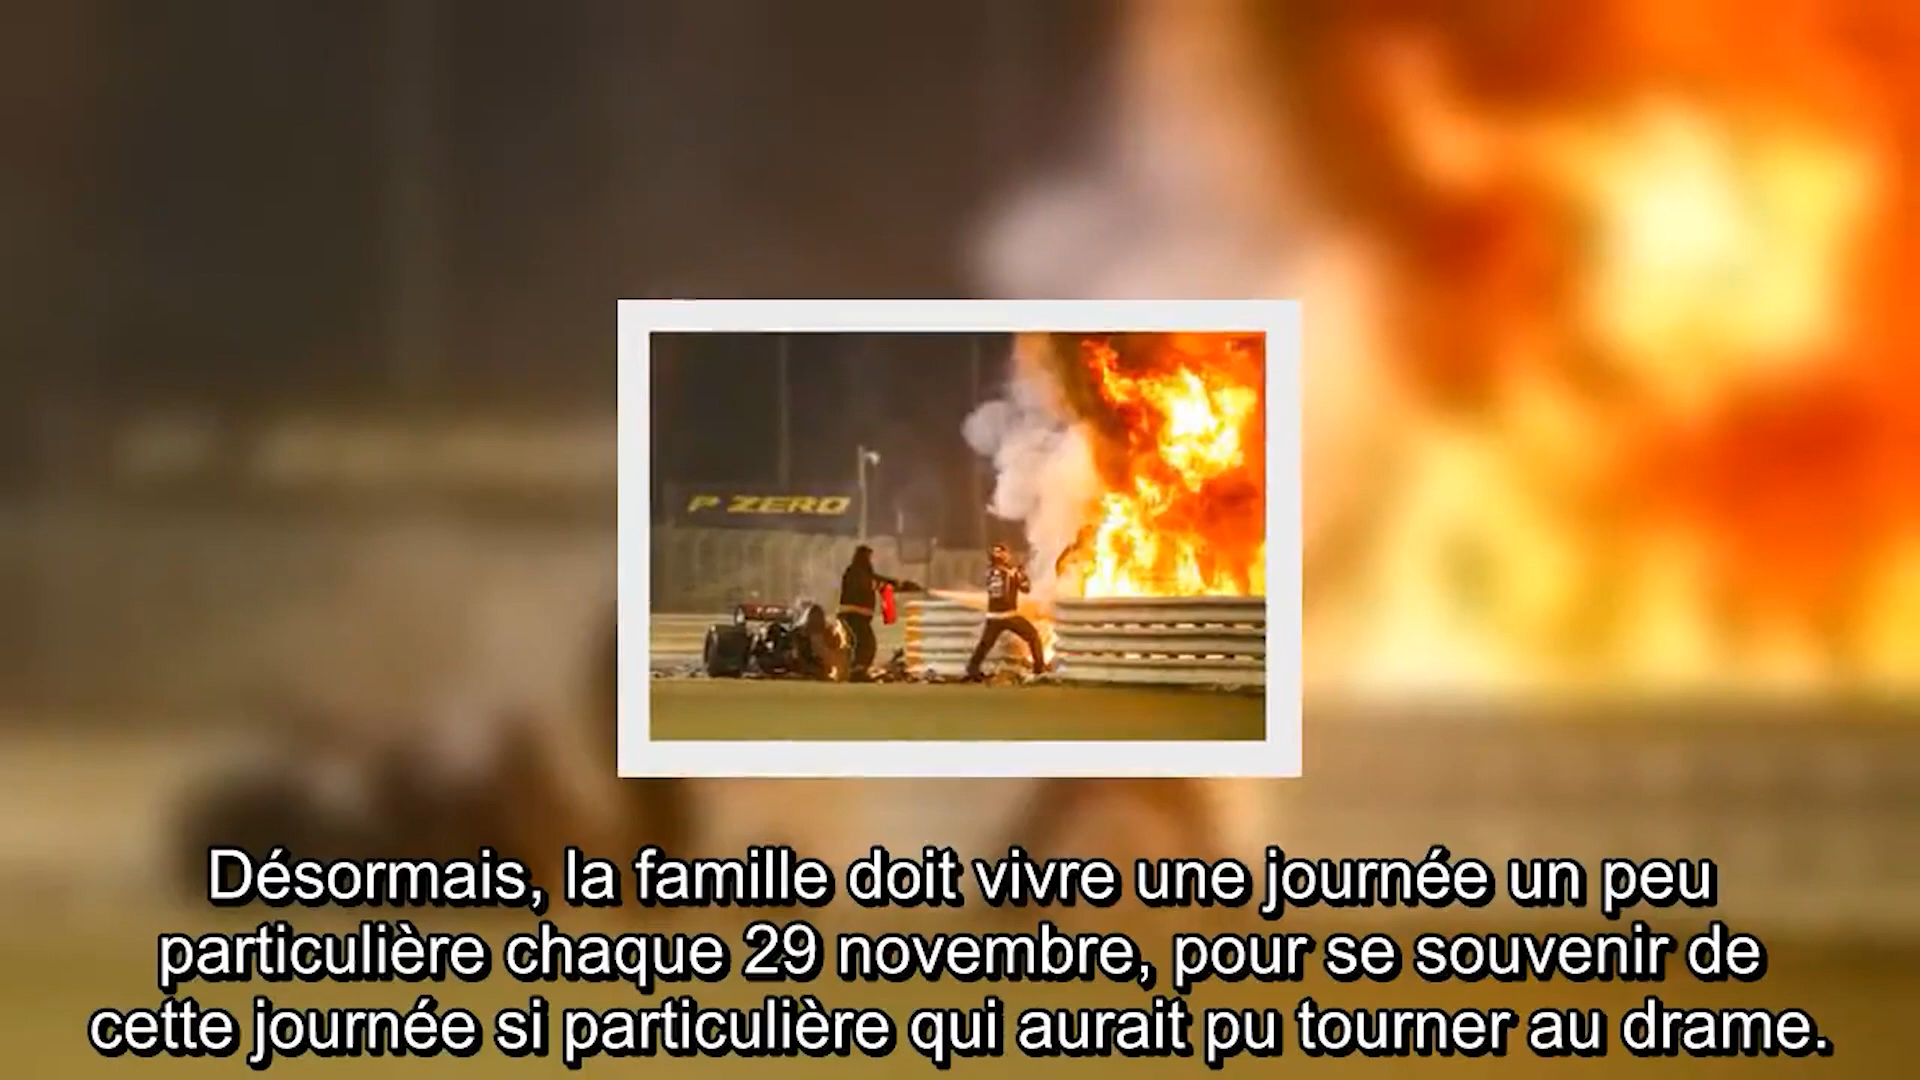 P ZERO
Désormais, la famille doit vivre une journée un peu
particulière chaque 29 novembre, pour se souvenir de
cette journée si particulière qui aurait pu tourner au drame.